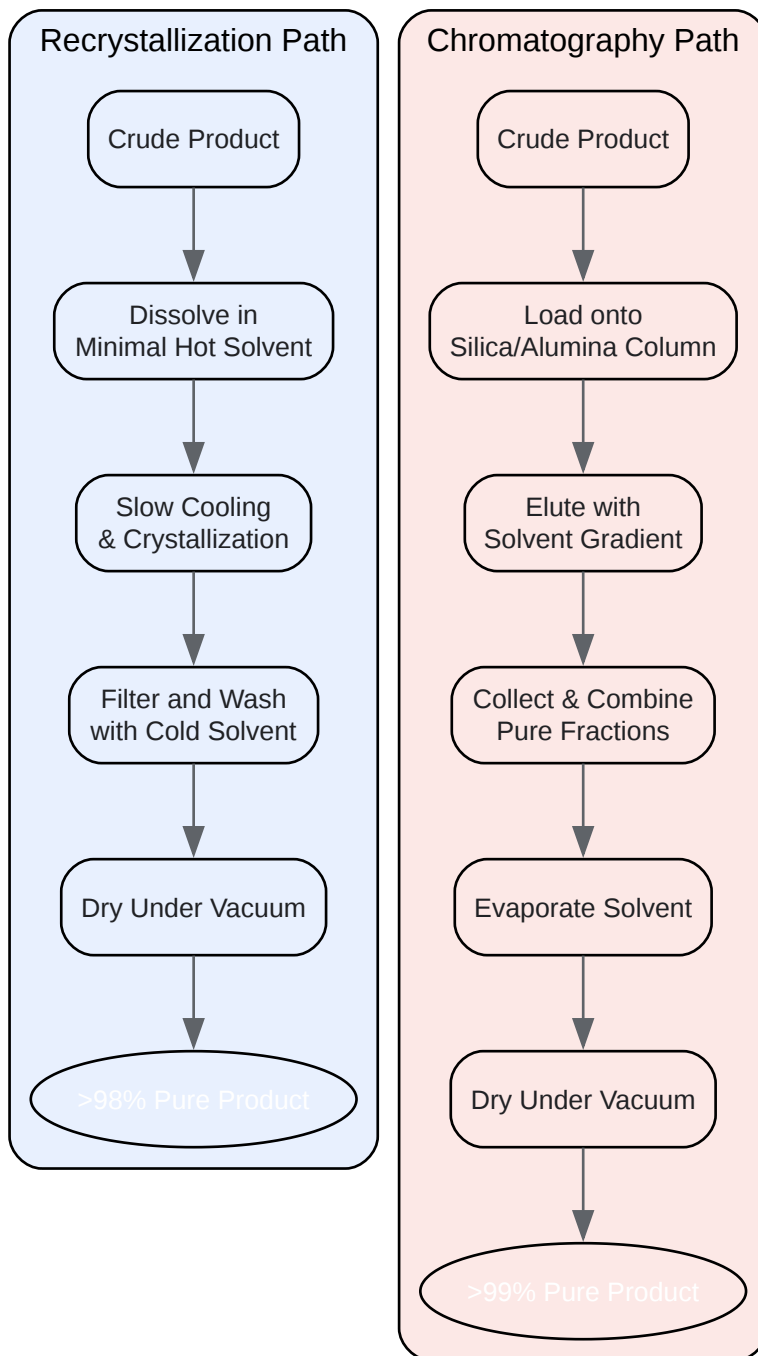 Recrystallization Path
Crude Product
Dissolve in
Minimal Hot Solvent
Slow Cooling
& Crystallization
Filter and Wash
with Cold Solvent
Dry Under Vacuum
>98% Pure Product
Chromatography Path
Crude Product
Load onto
Silica/Alumina Column
Elute with
Solvent Gradient
Collect & Combine
Pure Fractions
Evaporate Solvent
Dry Under Vacuum
>99% Pure Product